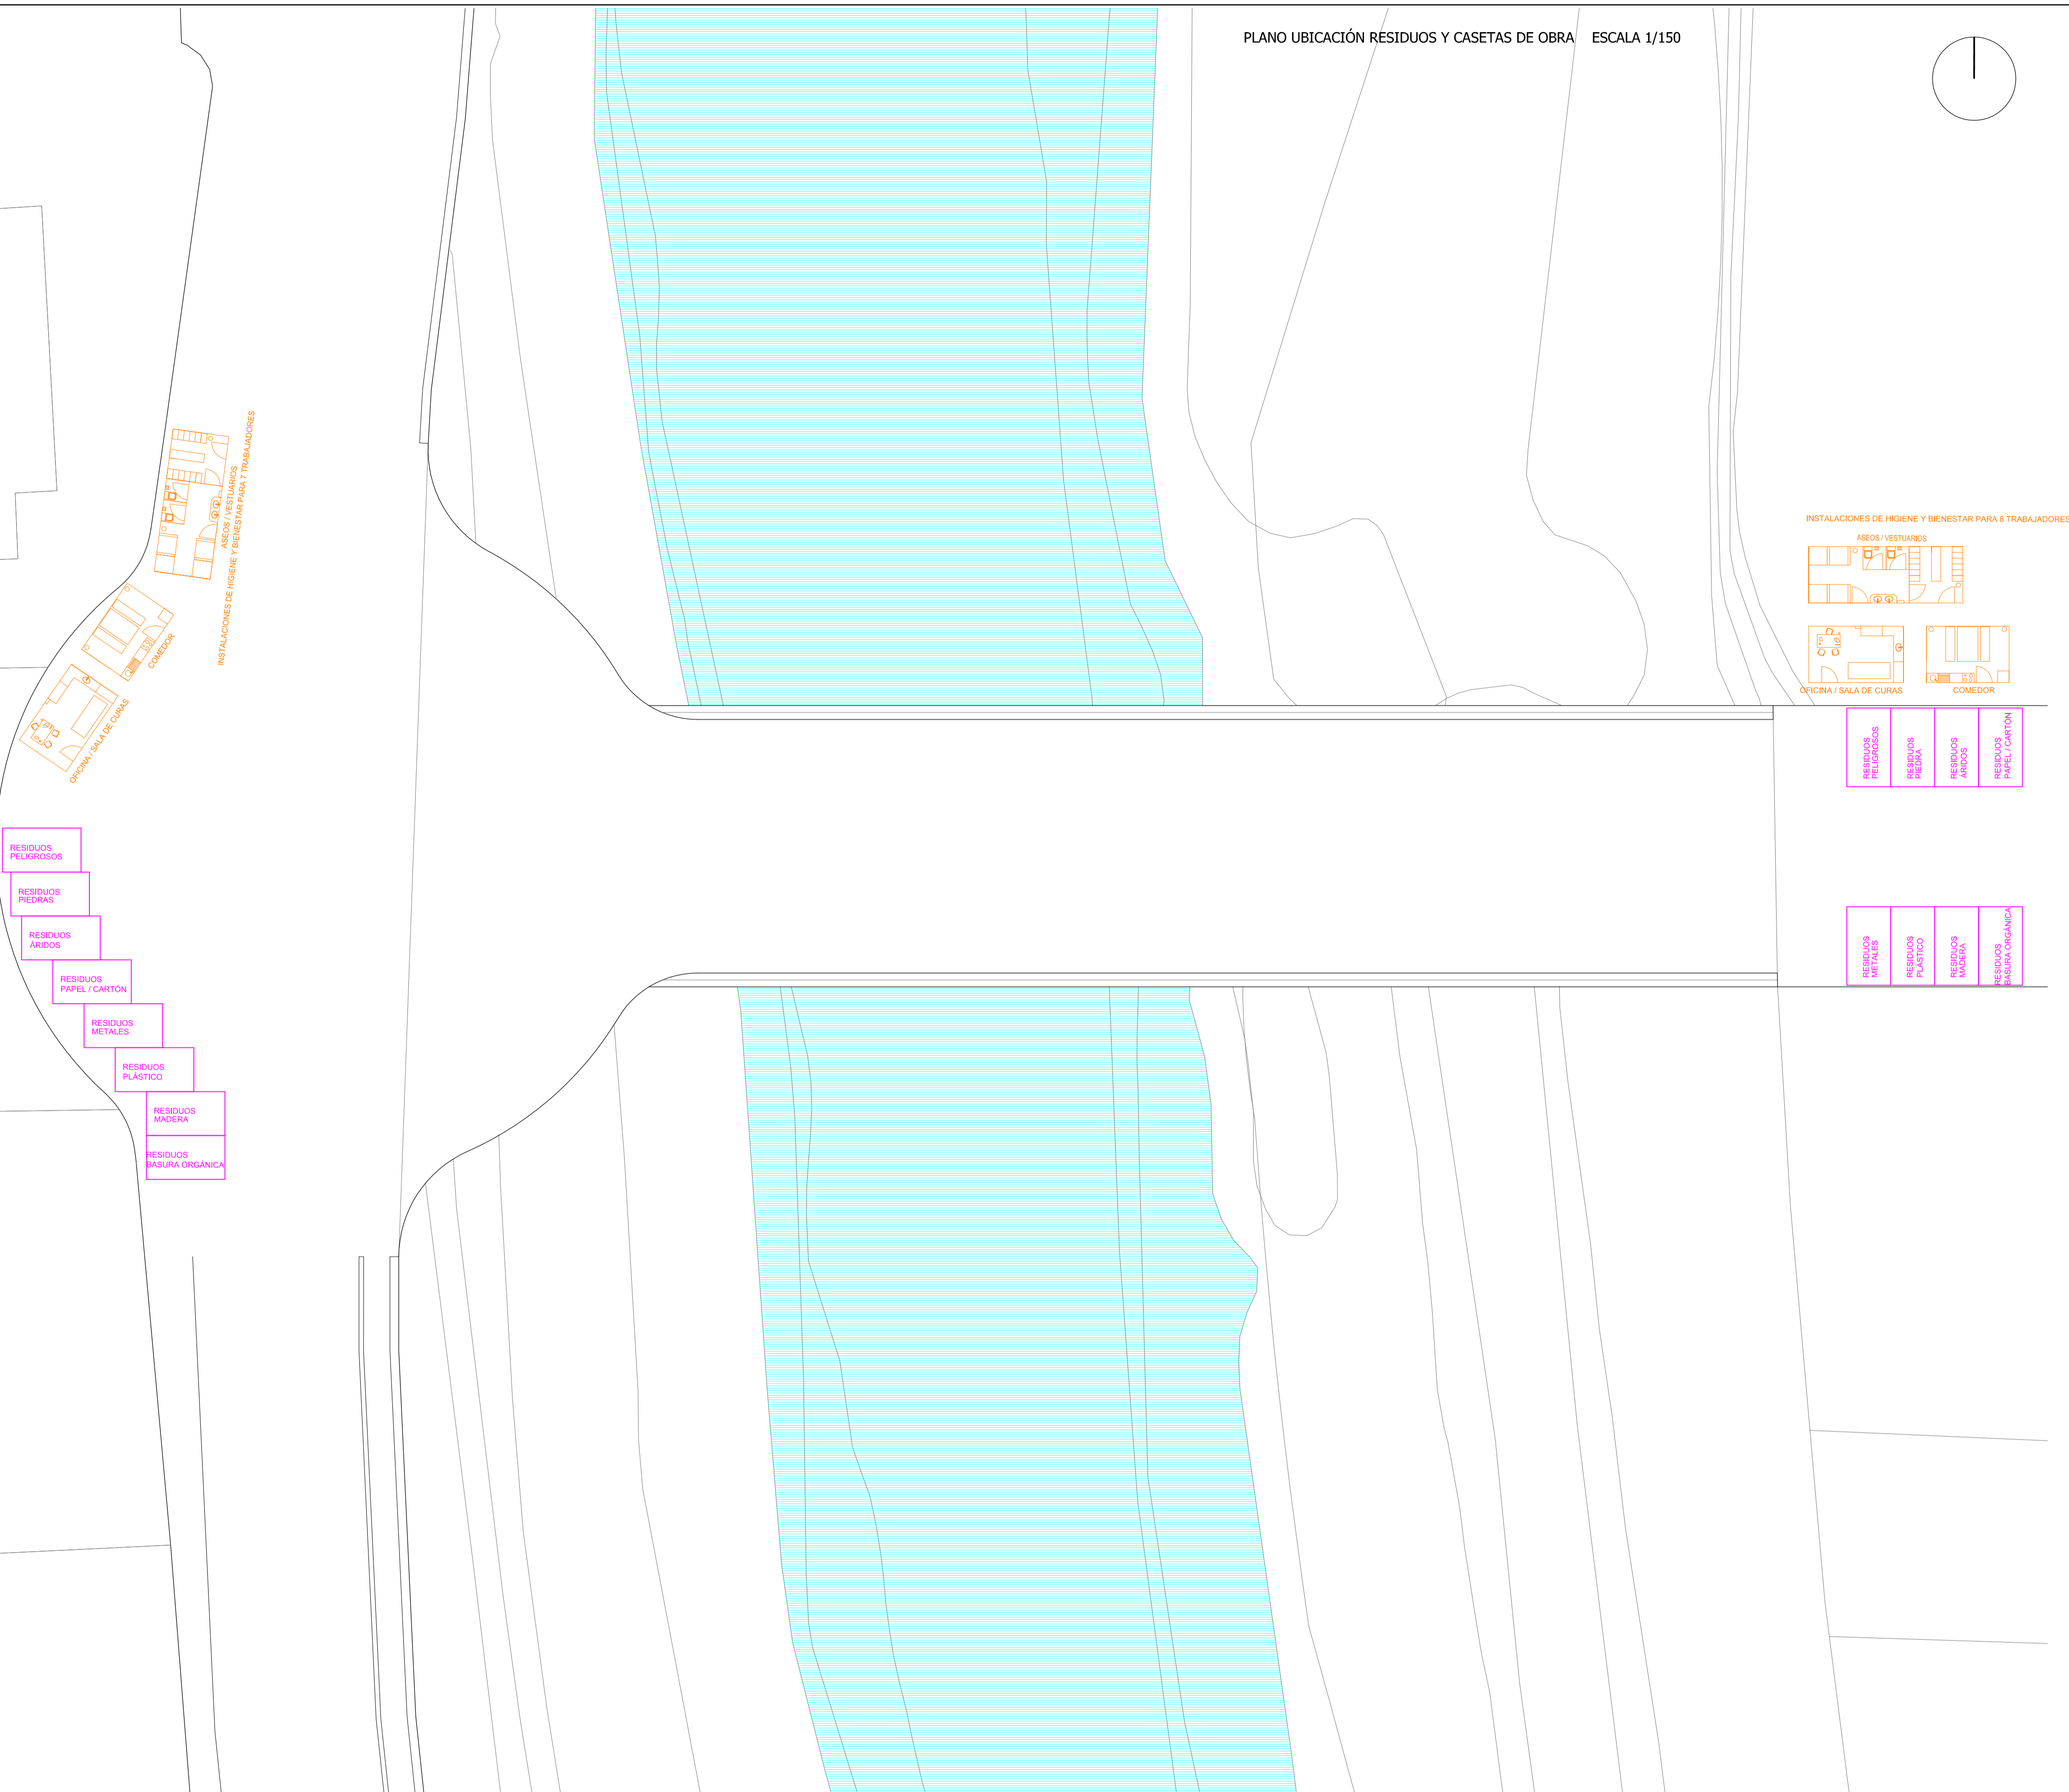 PLANO UBICACIÓN RESIDUOS Y CASETAS DE OBRA    ESCALA 1/150
ASEOS / VESTUARIOS
INSTALACIONES DE HIGIENE Y BIENESTAR PARA 7 TRABAJADORES
COMEDOR
OFICINA / SALA DE CURAS
RESIDUOS
PELIGROSOS
RESIDUOS
PIEDRAS
RESIDUOS
ÁRIDOS
RESIDUOS
PAPEL / CARTÓN
RESIDUOS
METALES
RESIDUOS
PLÁSTICO
RESIDUOS
MADERA
RESIDUOS
BASURA ORGÁNICA
INSTALACIONES DE HIGIENE Y BIENESTAR PARA 8 TRABAJADORES
ASEOS / VESTUARIOS
OFICINA / SALA DE CURAS
COMEDOR
RESIDUOS
PELIGROSOS
RESIDUOS
PIEDRA
RESIDUOS
ÁRIDOS
RESIDUOS
PAPEL / CARTÓN
RESIDUOS
METALES
RESIDUOS
PLÁSTICO
RESIDUOS
MADERA
RESIDUOS
BASURA ORGÁNICA